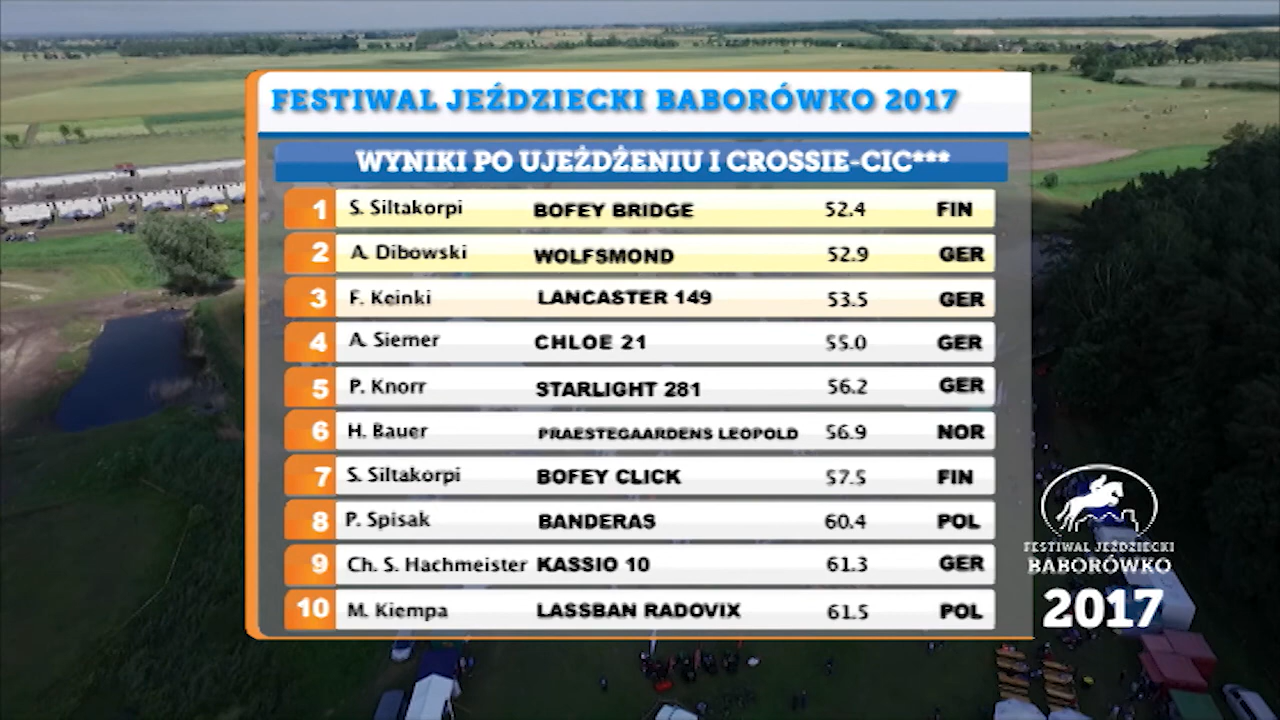 FESTIWAL JEŹDZIECKI BABORÓWKO 2017
WYNIKI PO UJEŻDŻENIU I CROSSIE-CIC***
1 S. Siltakorpi BOFEY BRIDGE 52.4 FIN
2 A. Dibowski WOLFSMOND 52.9 GER
3 F. Keinki LANCASTER 149 53.5 GER
4 A. Siemer CHLOE 21 55.0 GER
5 P. Knorr STARLIGHT 281 56.2 GER
6 H. Bauer PRAESTEGAARDENS LEOPOLD 56.9 NOR
7 S. Siltakorpi BOFEY CLICK 57.5 FIN
8 P. Spisak BANDERAS 60.4 POL
9 Ch. S. Hachmeister KASSIO 10 61.3 GER
10 M. Kiempa LASSBAN RADOVIX 61.5 POL
FESTIWAL JEŹDZIECKI
BABORÓWKO
2017